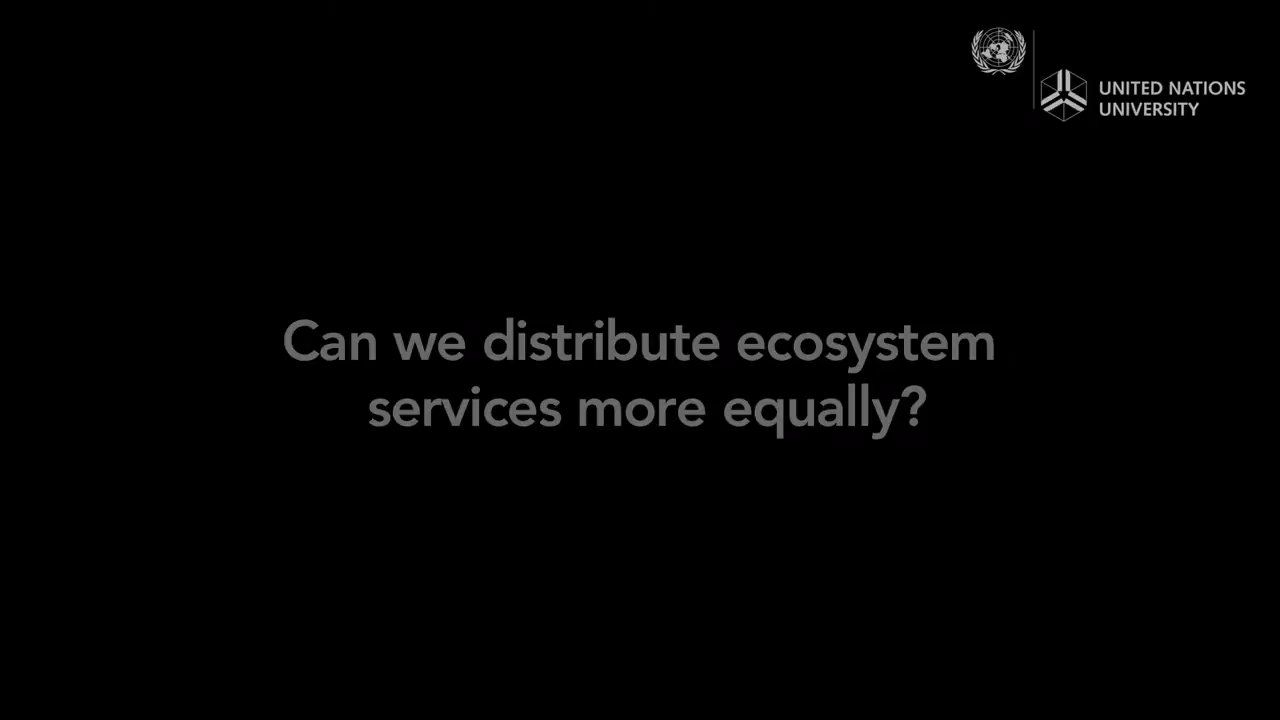 UNITED NATIONS
UNIVERSITY
Can we distribute ecosystem
services more equally?